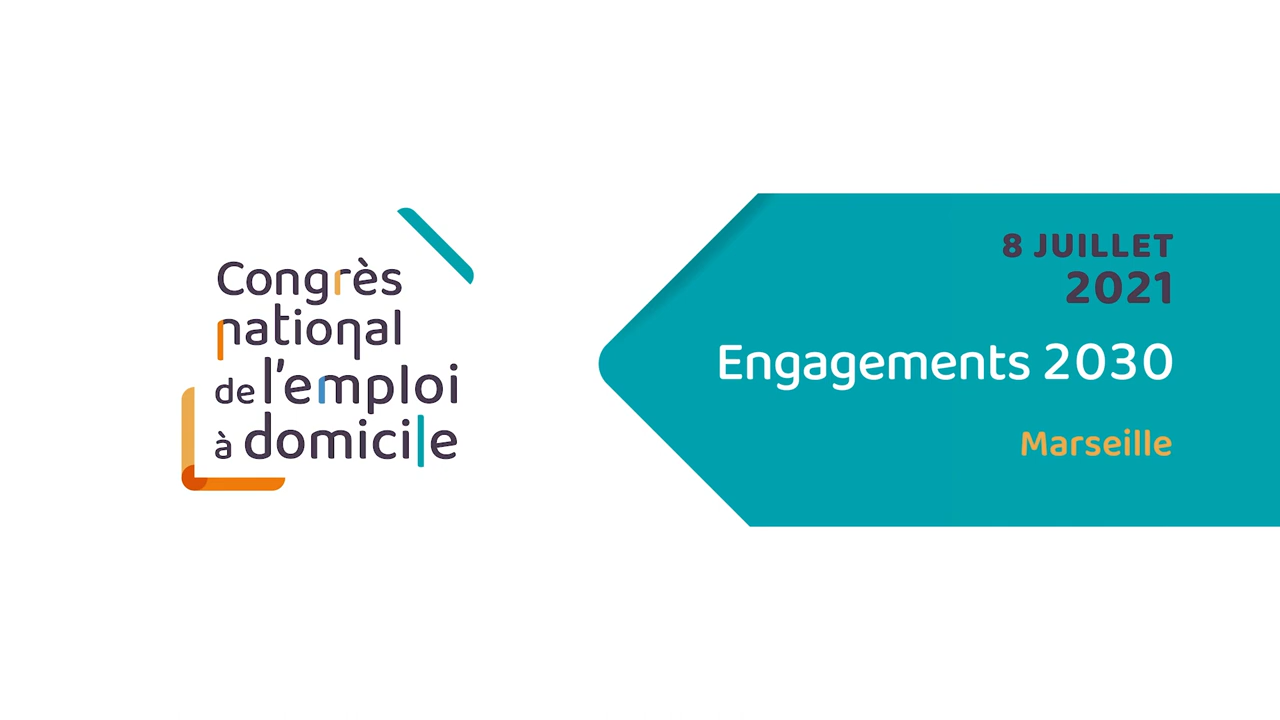 Congrès
national
de l'emploi
à domicile
8 JUILLET
2021
Engagements 2030
Marseille